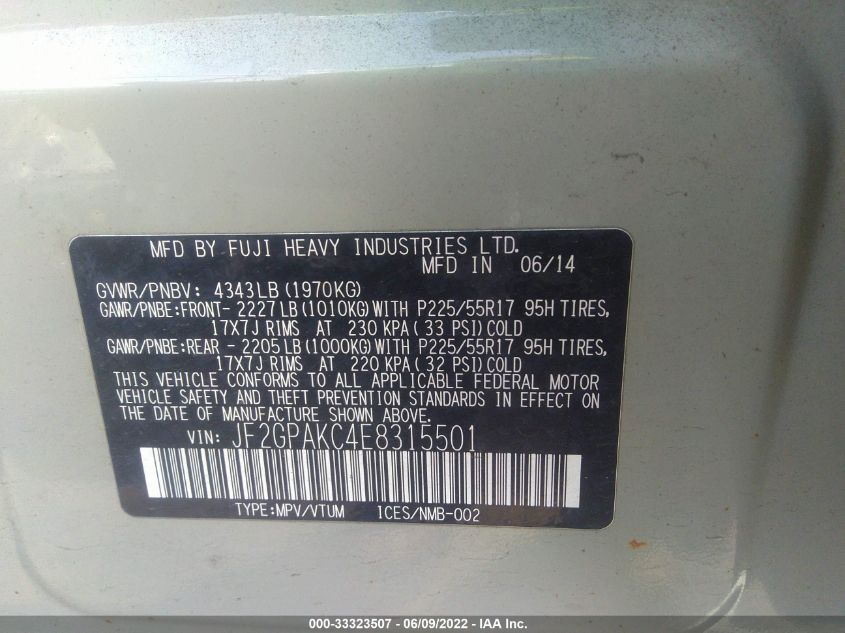 MFD BY FUJI HEAVY INDUSTRIES LTD.
MFD IN 06/14
GVWR/PNBV: 4343LB (1970KG)
GAWR/PNBE:FRONT- 2227LB (1010KG) WITH P225/55R17 95H TIRES,
17X7J RIMS AT 230 KPA ( 33 PSI) COLD
GAWR/PNBE:REAR - 2205LB (1000KG) WITH P225/55R17 95H TIRES,
17X7J RIMS AT 220 KPA ( 32 PSI) COLD
THIS VEHICLE CONFORMS TO ALL APPLICABLE FEDERAL MOTOR
VEHICLE SAFETY AND THEFT PREVENTION STANDARDS IN EFFECT ON
THE DATE OF MANUFACTURE SHOWN ABOVE.
VIN: JF2GPAKC4E8315501
TYPE:MPV/VTUM ICES/NMB-002
000-33323507 - 06/09/2022 - IAA Inc.